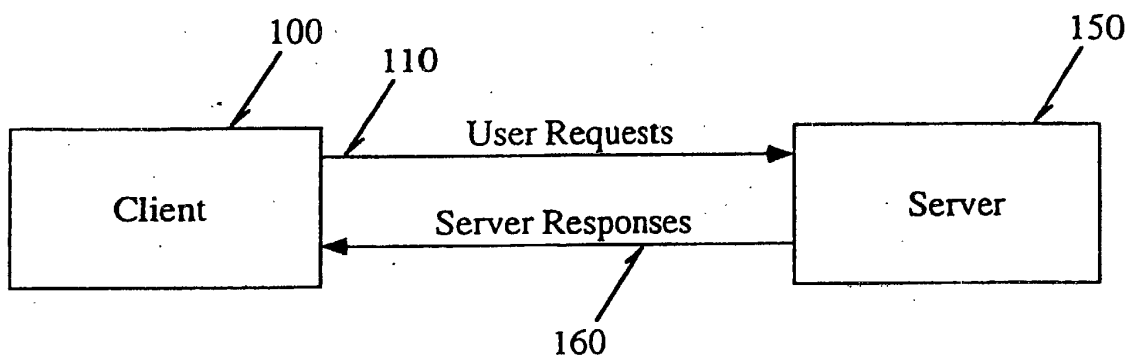 100
110
150
User Requests
Client
Server
Server Responses
160